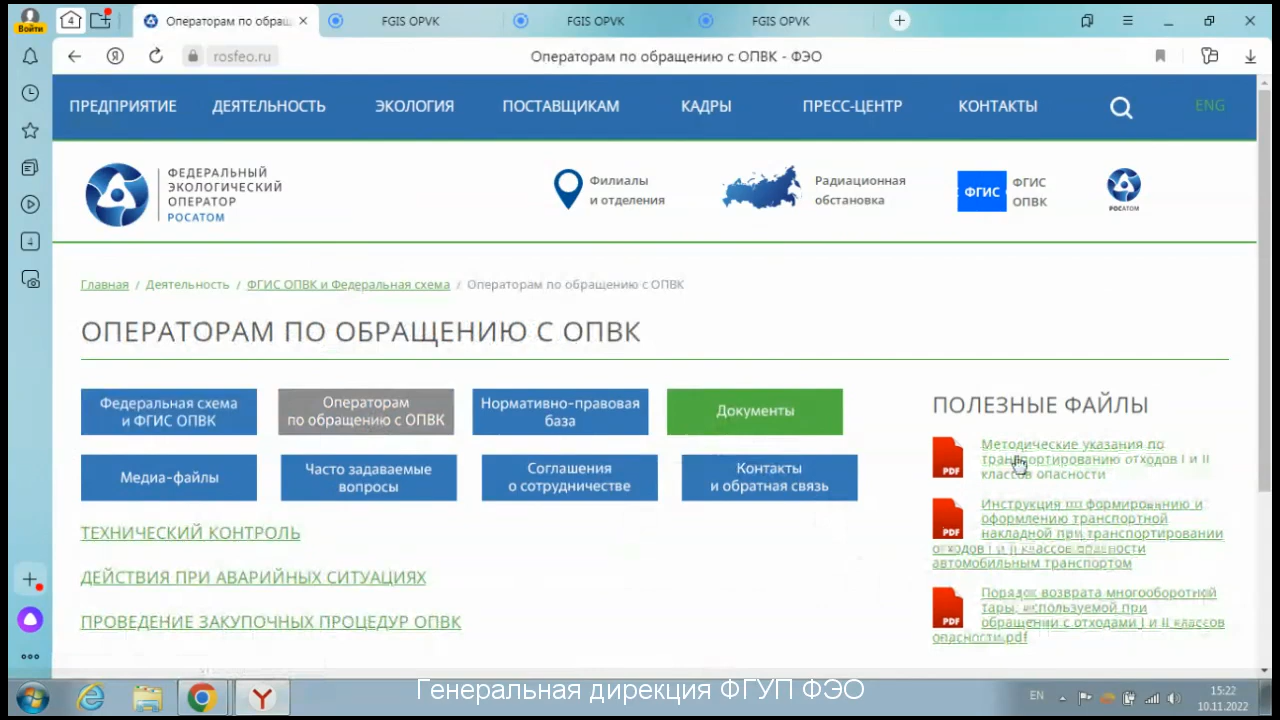 Войти
4
Операторам по обращ
FGIS OPVK
FGIS OPVK
FGIS OPVK
rosfeo.ru
Операторам по обращению с ОПВК - ФЭО
ПРЕДПРИЯТИЕ
ДЕЯТЕЛЬНОСТЬ
ЭКОЛОГИЯ
ПОСТАВЩИКАМ
КАДРЫ
ПРЕСС-ЦЕНТР
КОНТАКТЫ
ENG
ФЕДЕРАЛЬНЫЙ
ЭКОЛОГИЧЕСКИЙ
ОПЕРАТОР
РОСАТОМ
Филиалы
и отделения
Радиационная
обстановка
ФГИС
ФГИС
ОПВК
РОСАТОМ
4
Главная / Деятельность / ФГИС ОПВК и Федеральная схема / Операторам по обращению с ОПВК
ОПЕРАТОРАМ ПО ОБРАЩЕНИЮ С ОПВК
Федеральная схема
и ФГИС ОПВК
Операторам
по обращению с ОПВК
Нормативно-правовая
база
Документы
Медиа-файлы
Часто задаваемые
вопросы
Соглашения
о сотрудничестве
Контакты
и обратная связь
ТЕХНИЧЕСКИЙ КОНТРОЛЬ
ДЕЙСТВИЯ ПРИ АВАРИЙНЫХ СИТУАЦИЯХ
ПРОВЕДЕНИЕ ЗАКУПОЧНЫХ ПРОЦЕДУР ОПВК
ПОЛЕЗНЫЕ ФАЙЛЫ
PDF
Методические указания по
транспортированию отходов I и II
классов опасности
PDF
Инструкция по формированию и
оформлению транспортной
накладной при транспортировании
отходов I и II классов опасности
автомобильным транспортом
PDF
Порядок возврата многооборотной
тары, используемой при
обращении с отходами I и II классов
опасности.pdf
Генеральная дирекция ФГУП ФЭО
EN
15:22
10.11.2022